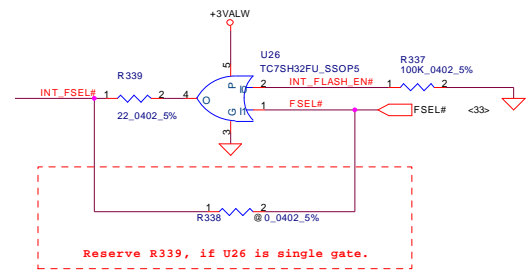 +3VALW
U26
TC7SH32FU_SSOP5
R337
100K_0402_5%
R339
5
P
INT_FSEL#
1
2
4
O
2
INT_FLASH_EN#
1
2
G
1
FSEL#
FSEL#
<33>
22_0402_5%
3
1
2
R338
@0_0402_5%
Reserve R339, if U26 is single gate.